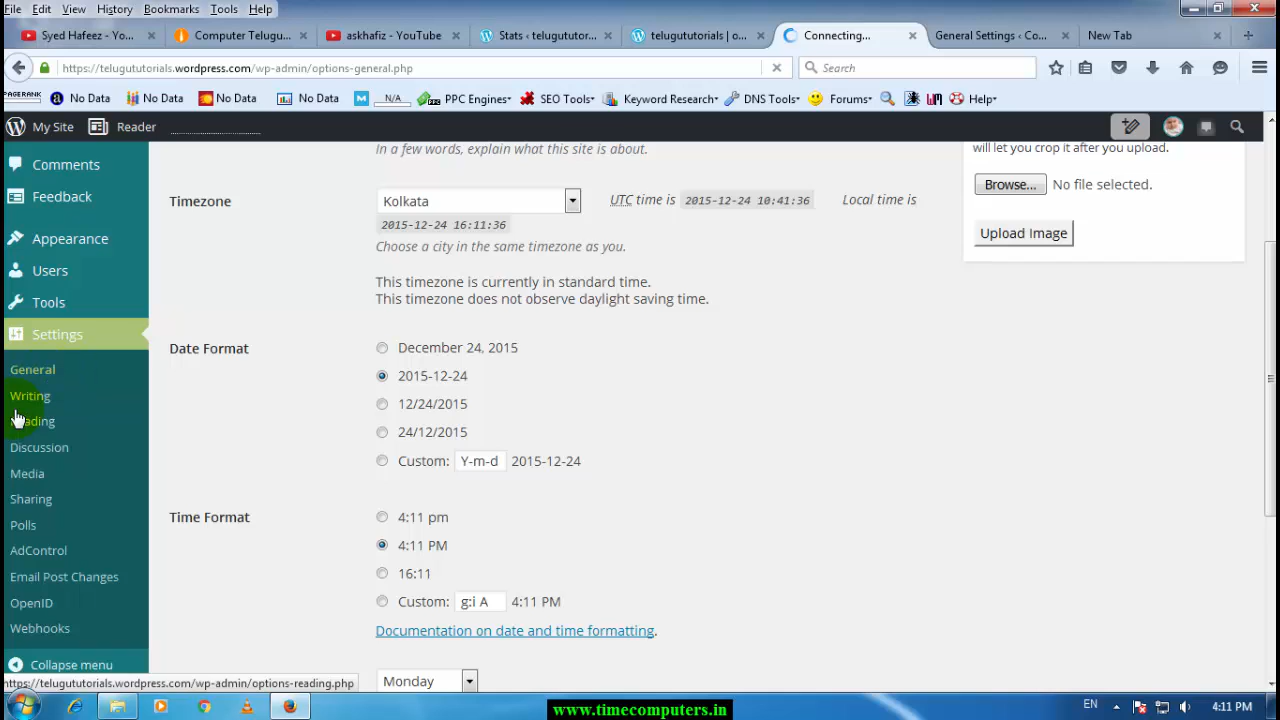 File Edit View History Bookmarks Tools Help
Syed Hafeez - Yo... Computer Telugu... askhafiz - YouTube Stats ‹ telugututor... telugututorials | o... Connecting... General Settings ‹ Co... New Tab
https://telugututorials.wordpress.com/wp-admin/options-general.php Search
PAGERANK No Data No Data No Data No Data N/A PPC Engines SEO Tools Keyword Research DNS Tools Forums Help
My Site Reader
Comments
Feedback
Appearance
Users
Tools
Settings
General
Writing
Discussion
Media
Sharing
Polls
AdControl
Email Post Changes
OpenID
Webhooks
Collapse menu
In a few words, explain what this site is about.
Timezone Kolkata UTC time is 2015-12-24 10:41:36 Local time is
2015-12-24 16:11:36
Choose a city in the same timezone as you.
This timezone is currently in standard time.
This timezone does not observe daylight saving time.
Date Format December 24, 2015
2015-12-24
12/24/2015
24/12/2015
Custom: Y-m-d 2015-12-24
Time Format 4:11 pm
4:11 PM
16:11
Custom: g:i A 4:11 PM
Documentation on date and time formatting.
Monday
will let you crop it after you upload.
Browse... No file selected.
Upload Image
https://telugututorials.wordpress.com/wp-admin/options-reading.php
www.timecomputers.in
EN 4:11 PM